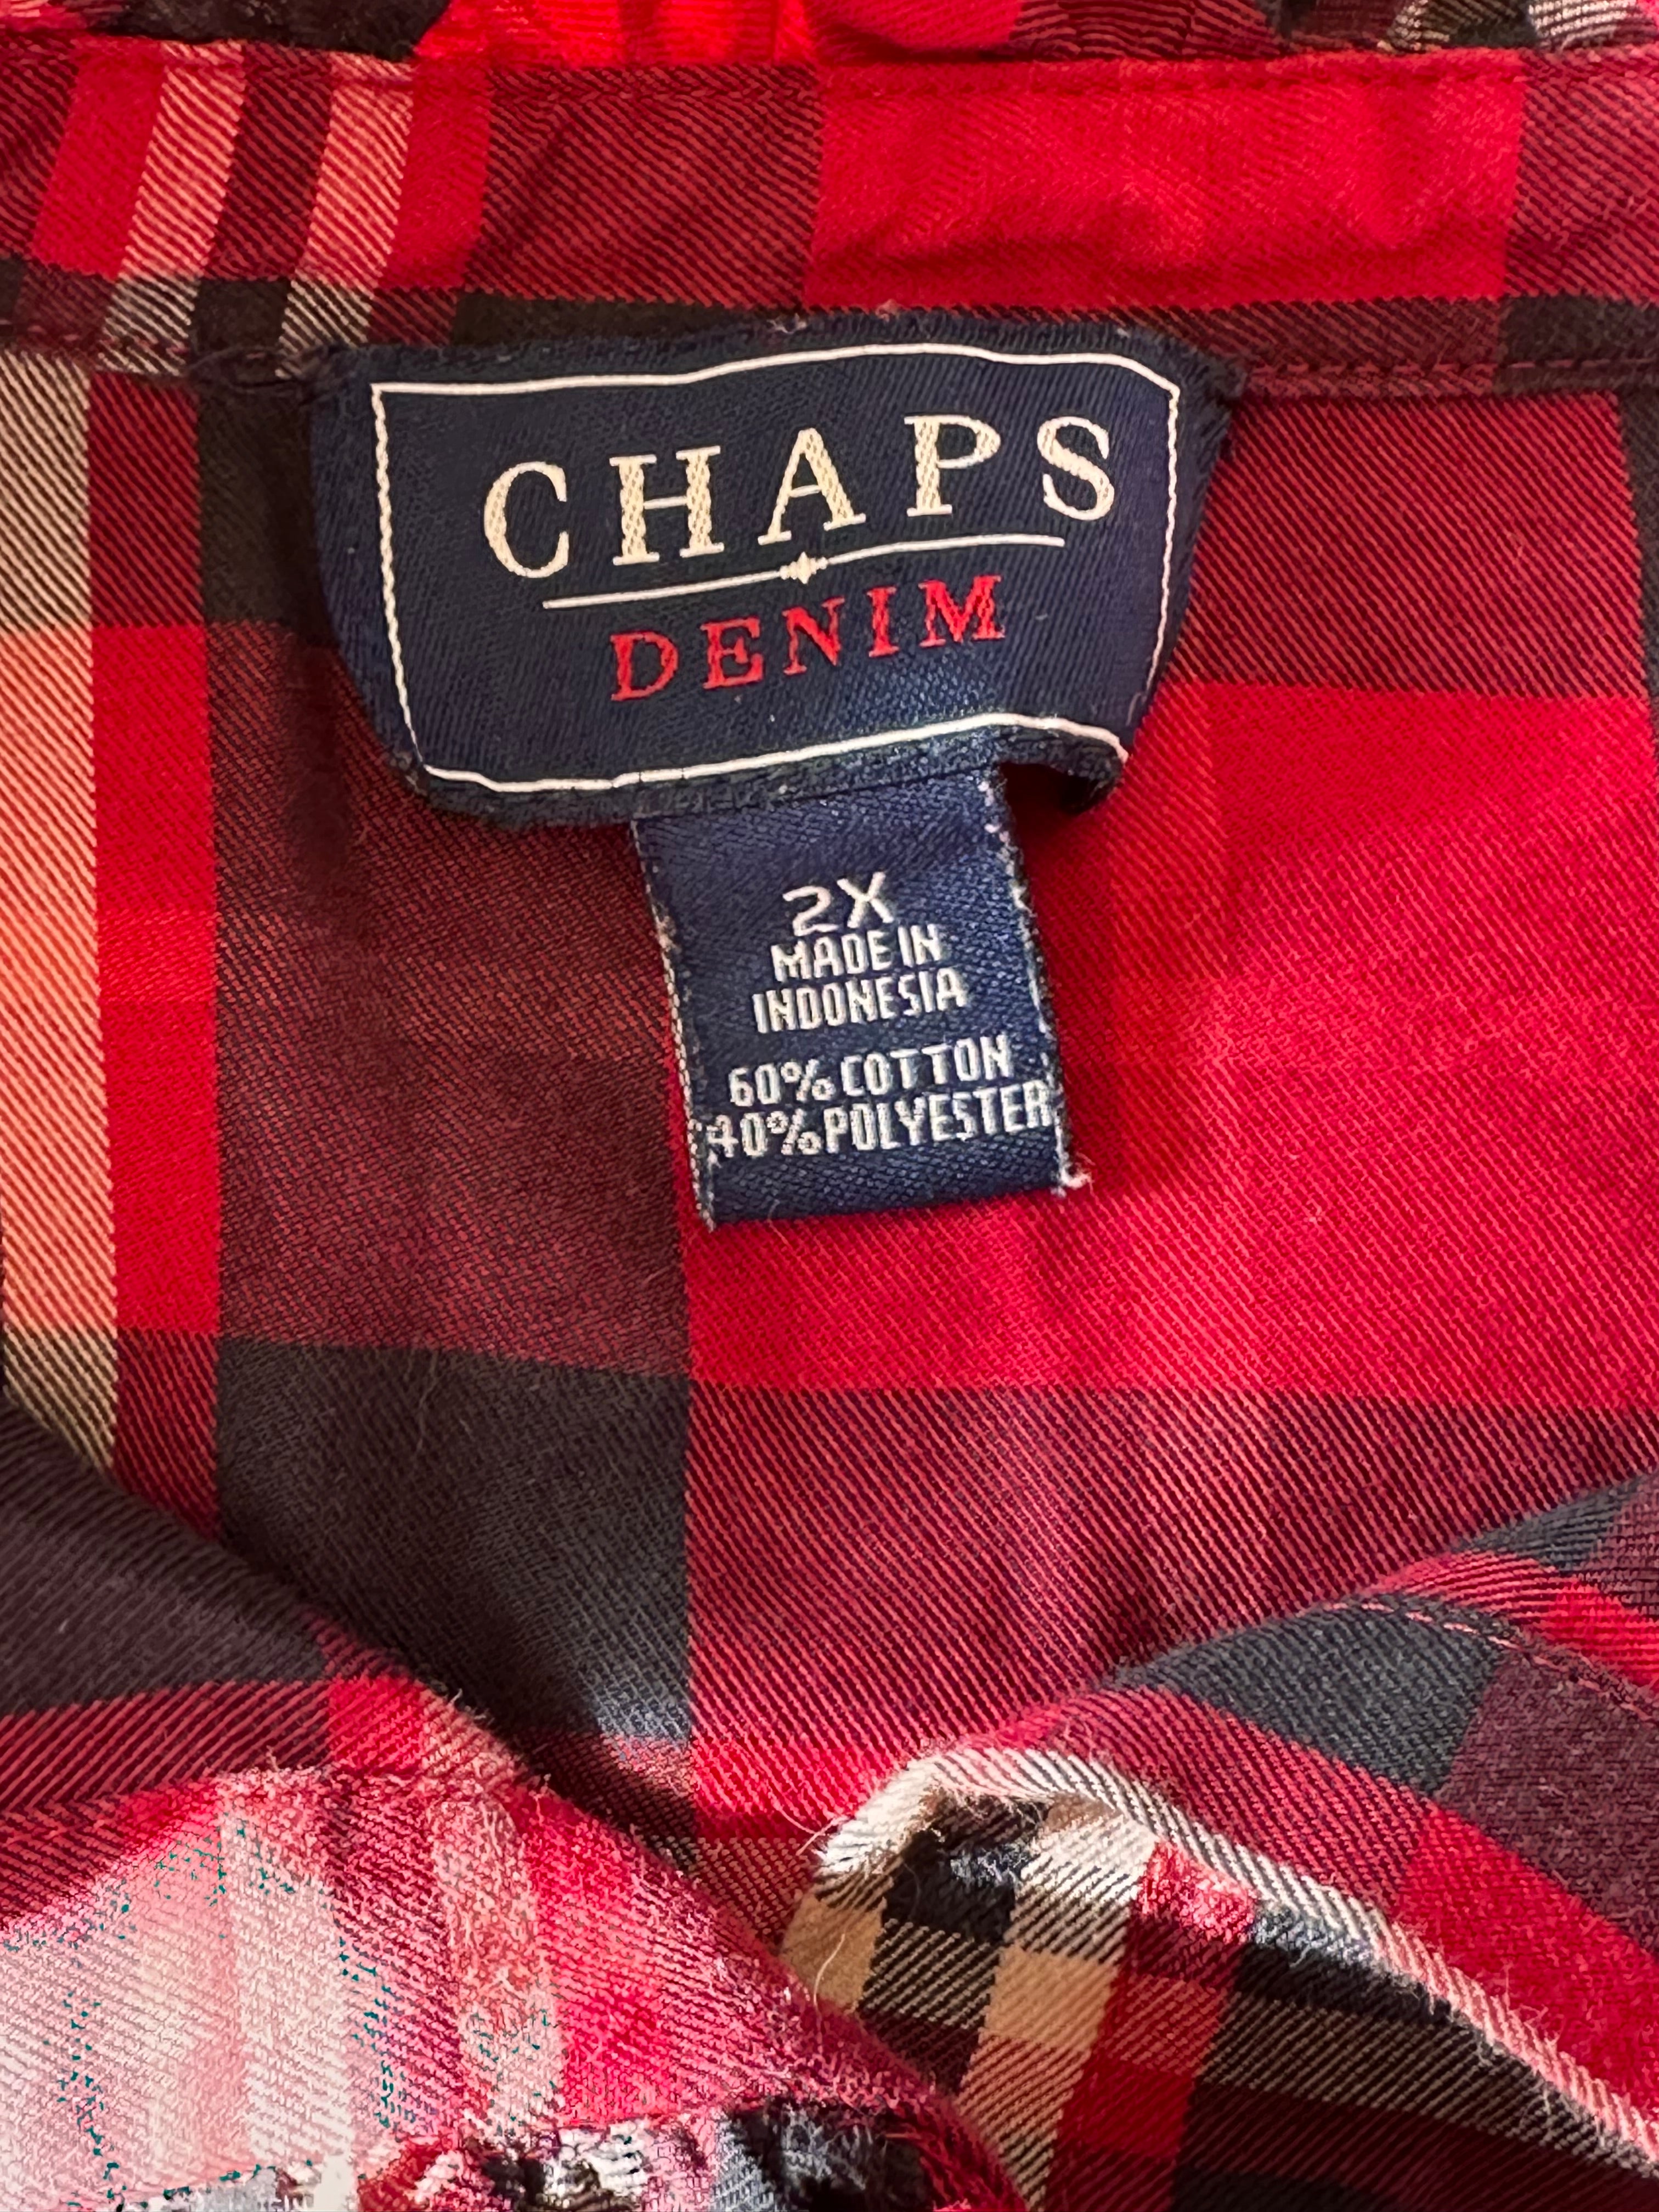 CHAPS
DENIM
2X
MADE IN
INDONESIA
60% COTTON
40% POLYESTER